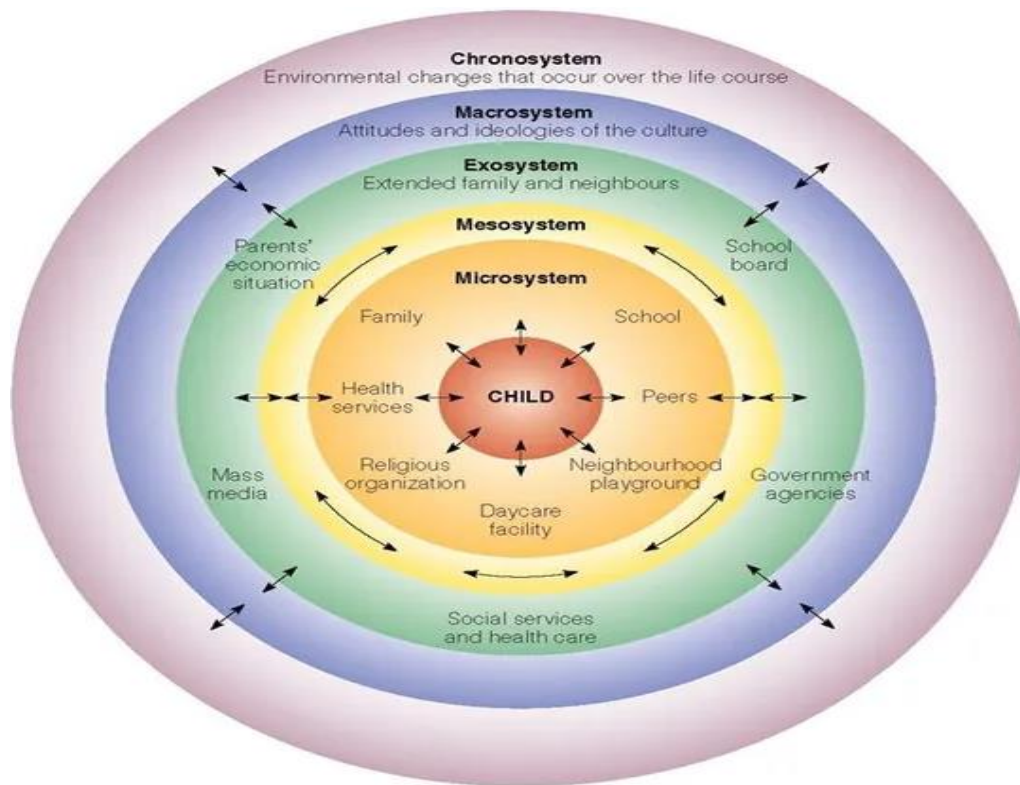 Chronosystem
Environmental changes that occur over the life course
Macrosystem
Attitudes and ideologies of the culture
Exosystem
Extended family and neighbours
Mesosystem
Parents'
economic
situation
School
board
Microsystem
Family
School
Health
services
CHILD
Peers
Religious
organization
Neighbourhood
playground
Mass
media
Government
agencies
Daycare
facility
Social services
and health care